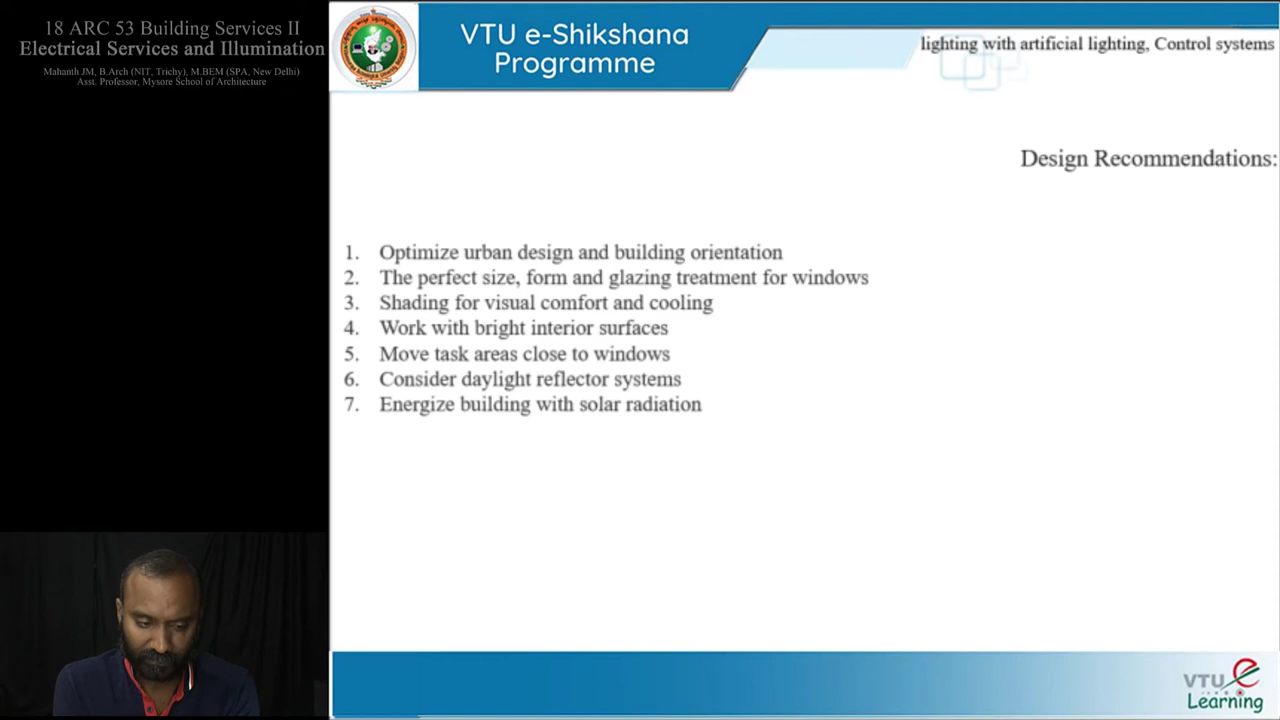 18 ARC 53 Building Services II
Electrical Services and Illumination
Mahanth JM, B.Arch (NIT, Trichy), M.BEM (SPA, New Delhi)
Asst. Professor, Mysore School of Architecture
VTU e-Shikshana
Programme
lighting with artificial lighting, Control systems
Design Recommendations:
1. Optimize urban design and building orientation
2. The perfect size, form and glazing treatment for windows
3. Shading for visual comfort and cooling
4. Work with bright interior surfaces
5. Move task areas close to windows
6. Consider daylight reflector systems
7. Energize building with solar radiation
VTU e
Learning